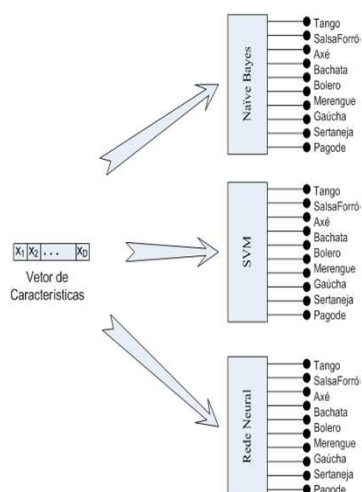 Naïve Bayes
Tango
SalsaForró
Axé
Bachata
Bolero
Merengue
Gaúcha
Sertaneja
Pagode
X1 X2 ... XD
Vetor de
Características
SVM
Tango
SalsaForró
Axé
Bachata
Bolero
Merengue
Gaúcha
Sertaneja
Pagode
Rede Neural
Tango
SalsaForró
Axé
Bachata
Bolero
Merengue
Gaúcha
Sertaneja
Pagode